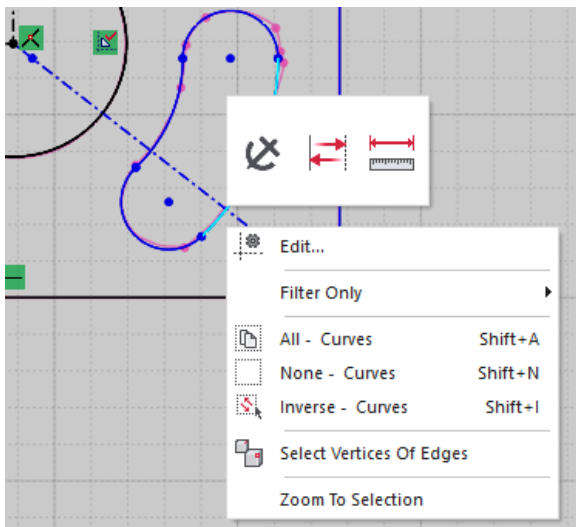 Edit...
Filter Only
All - Curves Shift+A
None - Curves Shift+N
Inverse - Curves Shift+I
Select Vertices Of Edges
Zoom To Selection